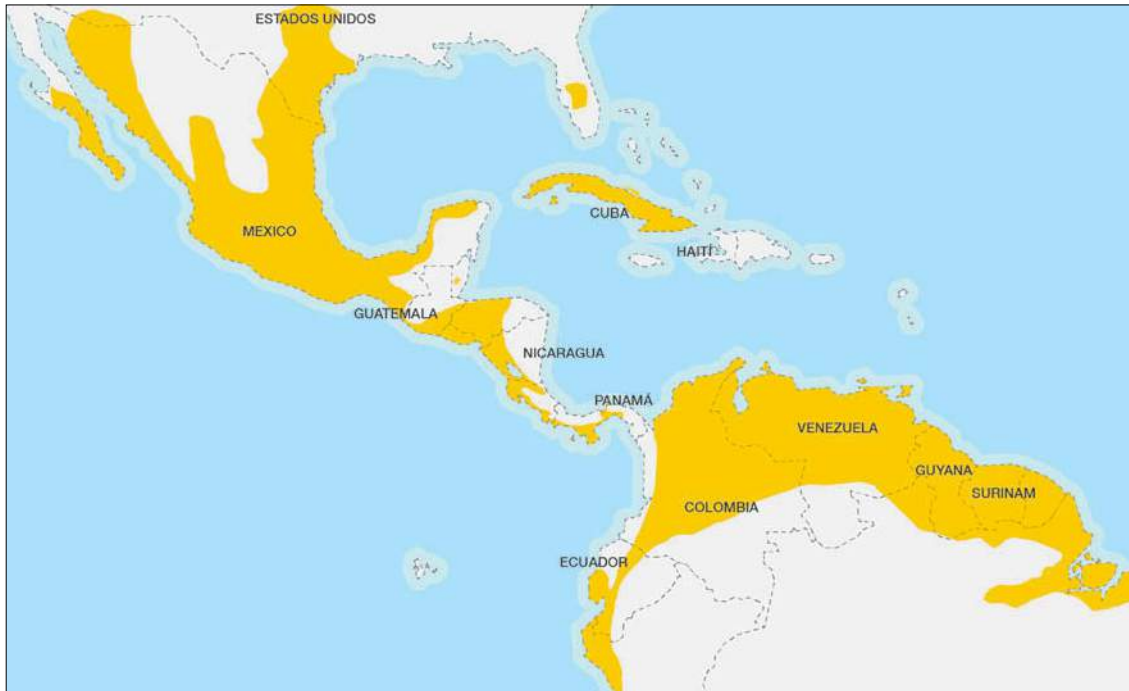 ESTADOS UNIDOS
CUBA
MEXICO
HAITÍ
GUATEMALA
NICARAGUA
PANAMÁ
VENEZUELA
GUYANA
SURINAM
COLOMBIA
ECUADOR